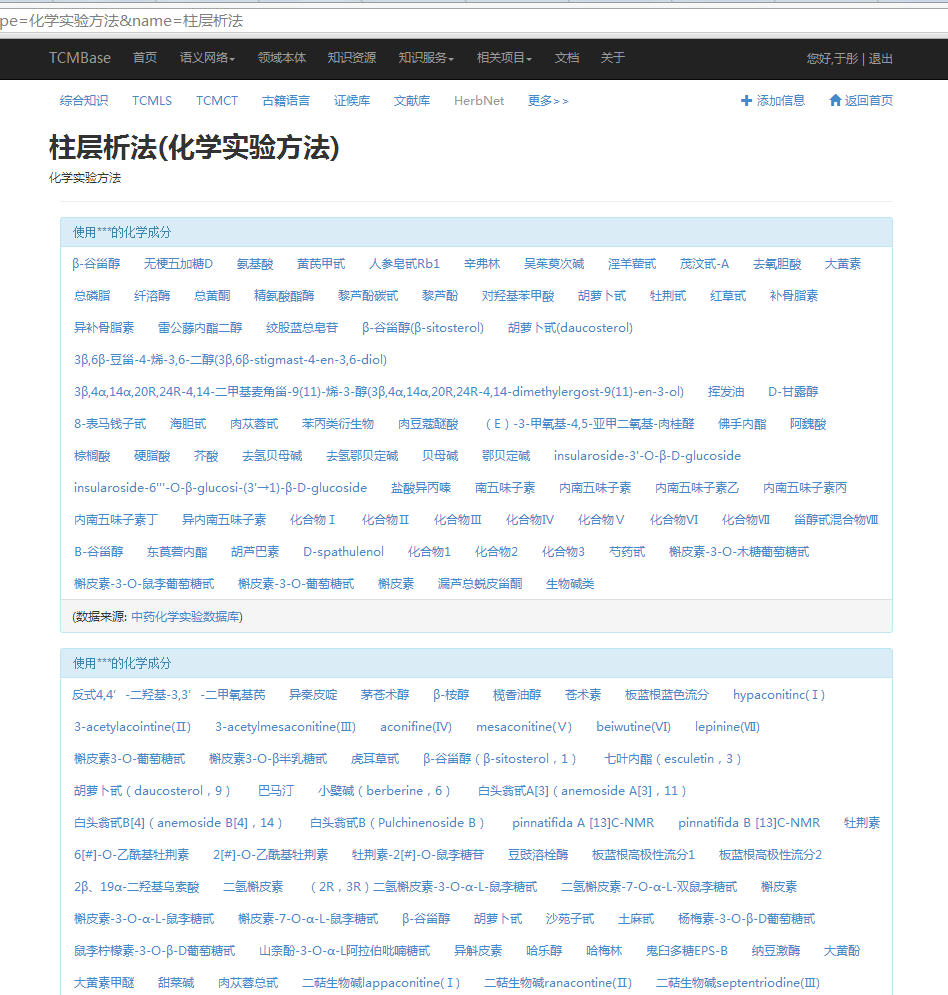 pe=化学实验方法&name=柱层析法
TCMBase 首页 语义网络 领域本体 知识资源 知识服务 相关项目 文档 关于 您好,于彤 | 退出
综合知识 TCMLS TCMCT 古籍语言 证候库 文献库 HerbNet 更多>> 添加信息 返回首页
柱层析法(化学实验方法)
化学实验方法
使用***的化学成分
β-谷甾醇 无梗五加糖D 氨基酸 黄芪甲甙 人参皂甙Rb1 辛弗林 吴茱萸次碱 淫羊藿甙 茂汶甙-A 去氧胆酸 大黄素
总磷脂 纤溶酶 总黄酮 精氨酸酯酶 黎芦酚碳甙 黎芦酚 对羟基苯甲酸 胡萝卜甙 牡荆甙 红草甙 补骨脂素
异补骨脂素 雷公藤内酯二醇 绞股蓝总皂苷 β-谷甾醇(β-sitosterol) 胡萝卜甙(daucosterol)
3β,6β-豆甾-4-烯-3,6-二醇(3β,6β-stigmast-4-en-3,6-diol)
3β,4α,14α,20R,24R-4,14-二甲基麦角甾-9(11)-烯-3-醇(3β,4α,14α,20R,24R-4,14-dimethylergost-9(11)-en-3-ol) 挥发油 D-甘露醇
8-表马钱子甙 海胆甙 肉苁蓉甙 苯丙类衍生物 肉豆蔻醚酸 （E）-3-甲氧基-4,5-亚甲二氧基-肉桂醛 佛手内酯 阿魏酸
棕榈酸 硬脂酸 芥酸 去氢贝母碱 去氢鄂贝定碱 贝母碱 鄂贝定碱 insularoside-3'-O-β-D-glucoside
insularoside-6'''-O-β-glucosi-(3'→1)-β-D-glucoside 盐酸异丙嗪 南五味子素 内南五味子素 内南五味子素乙 内南五味子素丙
内南五味子素丁 异内南五味子素 化合物Ⅰ 化合物Ⅱ 化合物Ⅲ 化合物Ⅳ 化合物Ⅴ 化合物Ⅵ 化合物Ⅶ 甾醇甙混合物Ⅷ
B-谷甾醇 东莨菪内酯 胡芦巴素 D-spathulenol 化合物1 化合物2 化合物3 芍药甙 槲皮素-3-O-木糖葡萄糖甙
槲皮素-3-O-鼠李葡萄糖甙 槲皮素-3-O-葡萄糖甙 槲皮素 漏芦总蜕皮甾酮 生物碱类
(数据来源: 中药化学实验数据库)
使用***的化学成分
反式4,4′-二羟基-3,3′-二甲氧基芪 异秦皮啶 茅苍术醇 β-桉醇 榄香油醇 苍术素 板蓝根蓝色流分 hypaconitinc(Ⅰ)
3-acetylacointine(Ⅱ) 3-acetylmesaconitine(Ⅲ) aconifine(Ⅳ) mesaconitine(Ⅴ) beiwutine(Ⅵ) lepinine(Ⅶ)
槲皮素3-O-葡萄糖甙 槲皮素3-O-β半乳糖甙 虎耳草甙 β-谷甾醇（β-sitosterol，1） 七叶内酯（esculetin，3）
胡萝卜甙（daucosterol，9） 巴马汀 小檗碱（berberine，6） 白头翁甙A[3]（anemoside A[3]，11）
白头翁甙B[4]（anemoside B[4]，14） 白头翁甙B（Pulchinenoside B） pinnatifida A [13]C-NMR pinnatifida B [13]C-NMR 牡荆素
6[#]-O-乙酰基牡荆素 2[#]-O-乙酰基牡荆素 牡荆素-2[#]-O-鼠李糖苷 豆豉溶栓酶 板蓝根高极性流分1 板蓝根高极性流分2
2β、19α-二羟基乌索酸 二氢槲皮素 （2R，3R）二氢槲皮素-3-O-α-L-鼠李糖甙 二氢槲皮素-7-O-α-L-双鼠李糖甙 槲皮素
槲皮素-3-O-α-L-鼠李糖甙 槲皮素-7-O-α-L-鼠李糖甙 β-谷甾醇 胡萝卜甙 沙苑子甙 土麻甙 杨梅素-3-O-β-D葡萄糖甙
鼠李柠檬素-3-O-β-D葡萄糖甙 山柰酚-3-O-α-L阿拉伯吡喃糖甙 异斛皮素 哈乐醇 哈梅林 鬼臼多糖EPS-B 纳豆激酶 大黄酚
大黄素甲醚 甜菜碱 肉苁蓉总甙 二萜生物碱lappaconitine(Ⅰ) 二萜生物碱ranacontine(Ⅱ) 二萜生物碱septentriodine(Ⅲ)